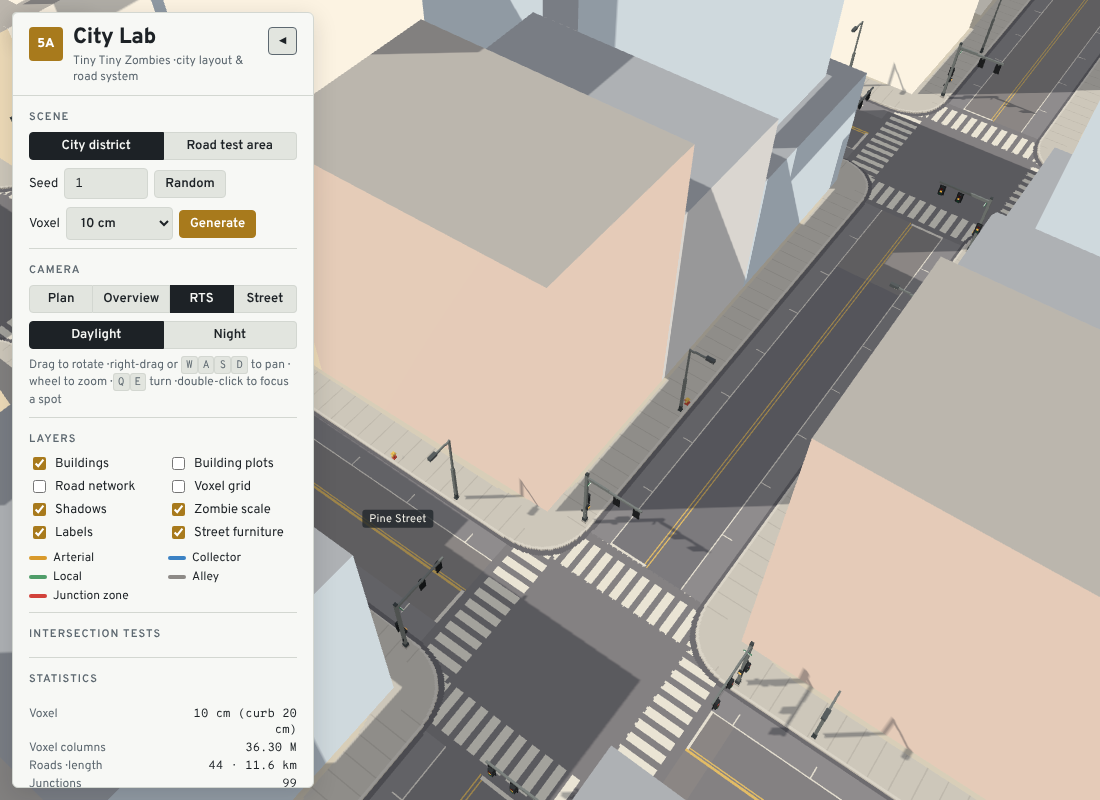 5A
City Lab
Tiny Tiny Zombies · city layout &
road system
◄
SCENE
City district
Road test area
Seed
1
Random
Voxel
10 cm
Generate
CAMERA
Plan
Overview
RTS
Street
Daylight
Night
Drag to rotate · right-drag or W A S D to pan ·
wheel to zoom · Q E turn · double-click to focus
a spot
LAYERS
Buildings
Building plots
Road network
Voxel grid
Shadows
Zombie scale
Labels
Street furniture
Arterial
Collector
Local
Alley
Junction zone
INTERSECTION TESTS
STATISTICS
Voxel
10 cm (curb 20
cm)
Voxel columns
36.30 M
Roads · length
44 · 11.6 km
Junctions
99
Pine Street